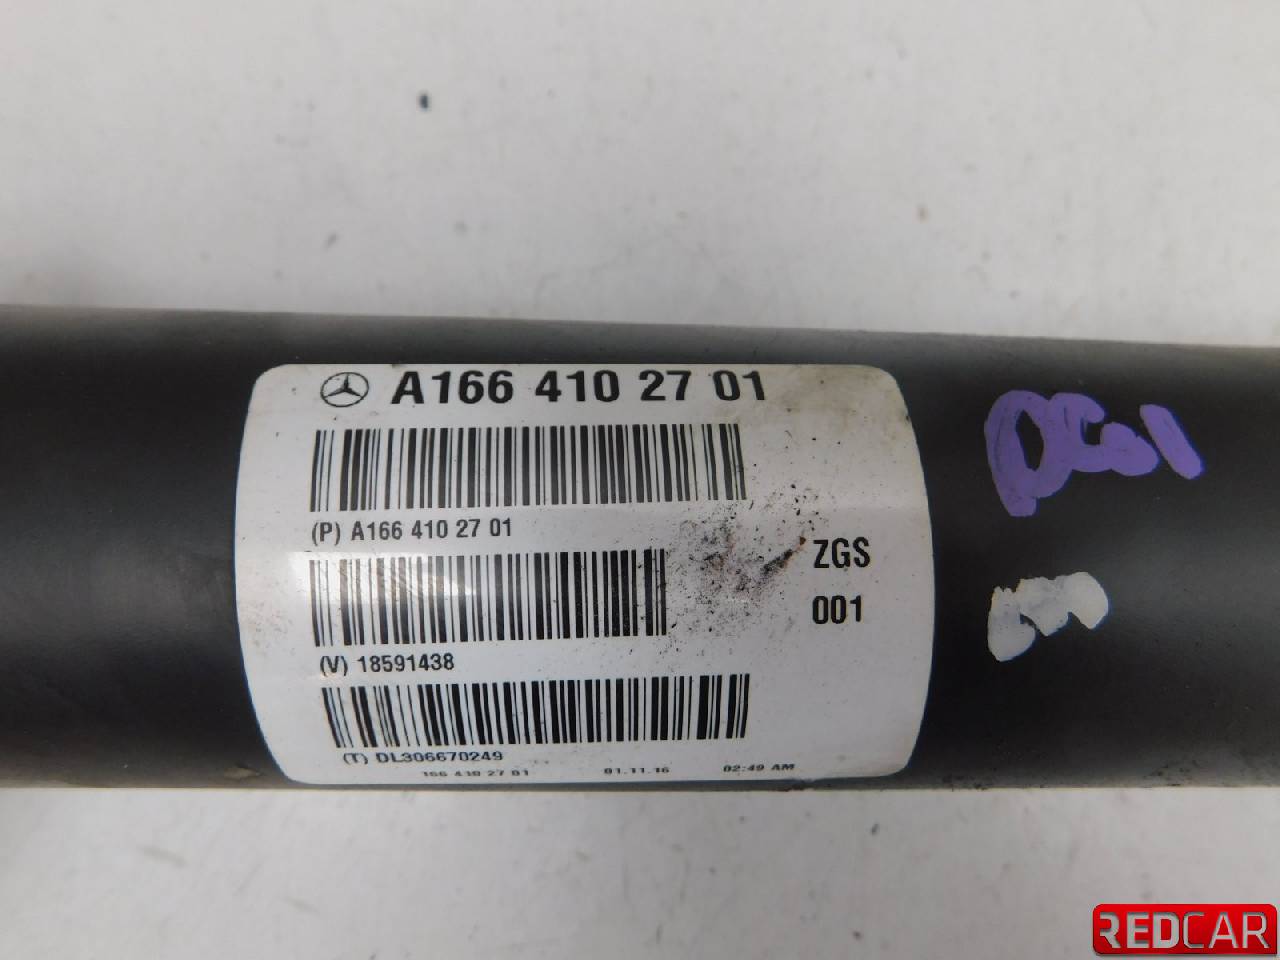 A166 410 27 01
(P) A166 410 27 01
ZGS
001
(V) 18591438
(T) DL306670249
166 410 27 01 01.11.16 02:49 AM
REDCAR